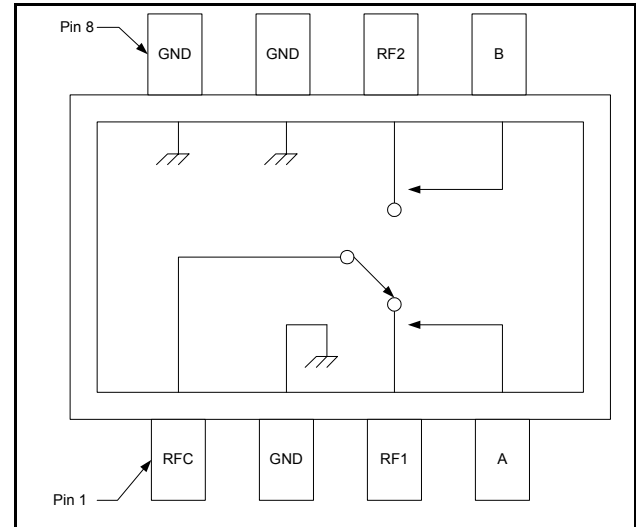 Pin 8
GND
GND
RF2
B
RFC
GND
RF1
A
Pin 1